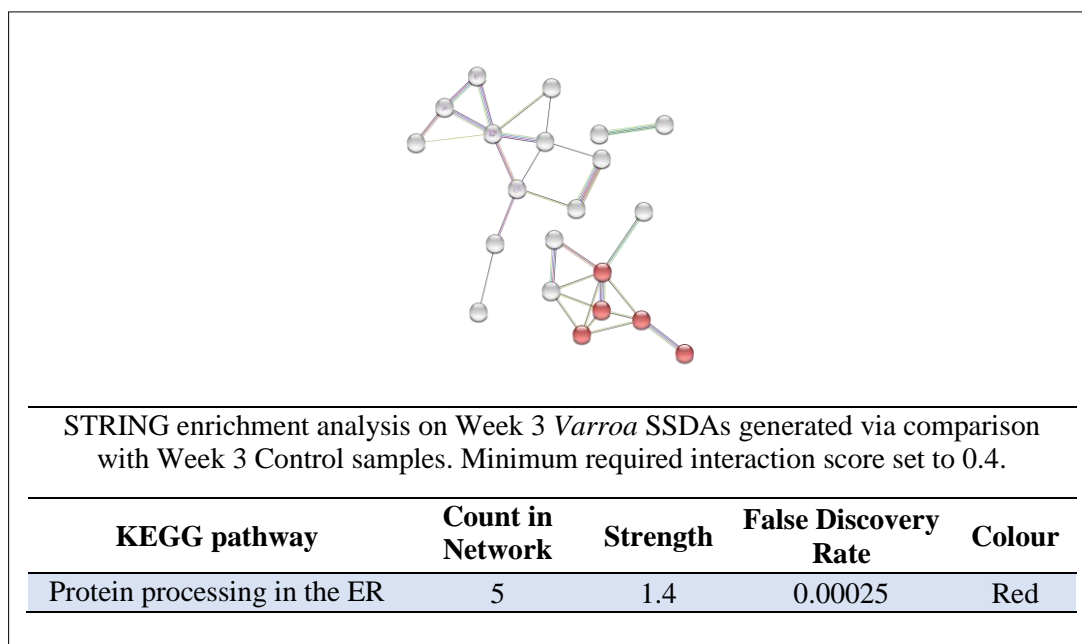 STRING enrichment analysis on Week 3 Varroa SSDAs generated via comparison
with Week 3 Control samples. Minimum required interaction score set to 0.4.
KEGG pathway Count in Network Strength False Discovery Rate Colour
Protein processing in the ER 5 1.4 0.00025 Red